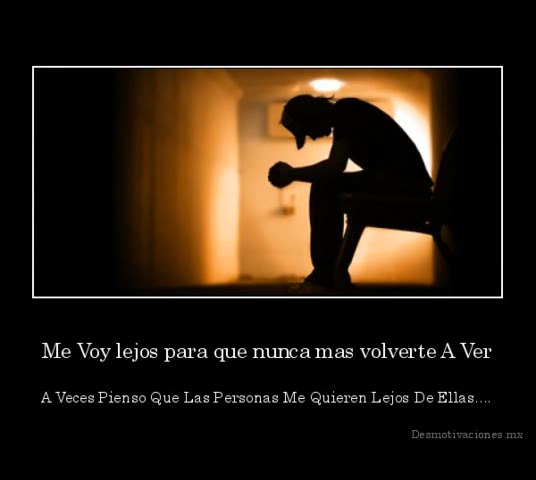 Me Voy lejos para que nunca mas volverte A Ver
A Veces Pienso Que Las Personas Me Quieren Lejos De Ellas....
Desmotivaciones.mx